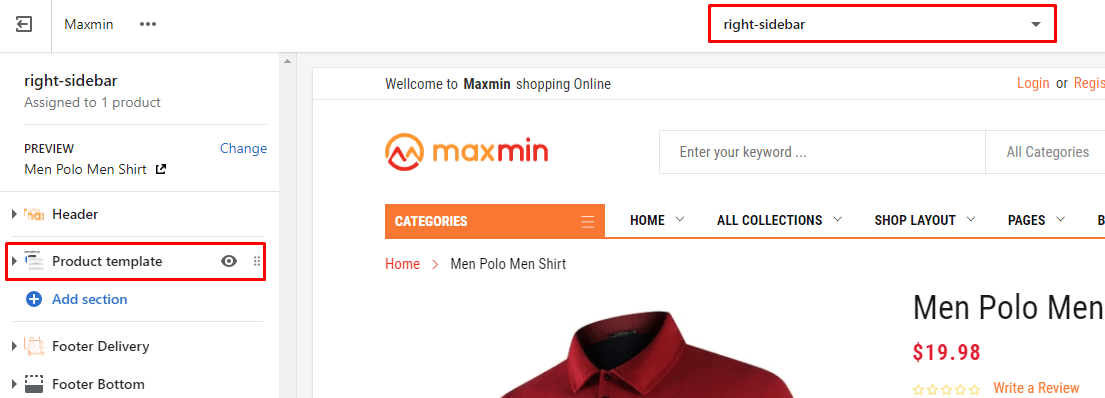 Maxmin
right-sidebar
right-sidebar
Assigned to 1 product
PREVIEW
Change
Men Polo Men Shirt
Header
Product template
Add section
Footer Delivery
Footer Bottom
Wellcome to Maxmin shopping Online
Login or Regis
maxmin
Enter your keyword ...
All Categories
CATEGORIES
HOME
ALL COLLECTIONS
SHOP LAYOUT
PAGES
B
Home
Men Polo Men Shirt
Men Polo Men
$19.98
Write a Review